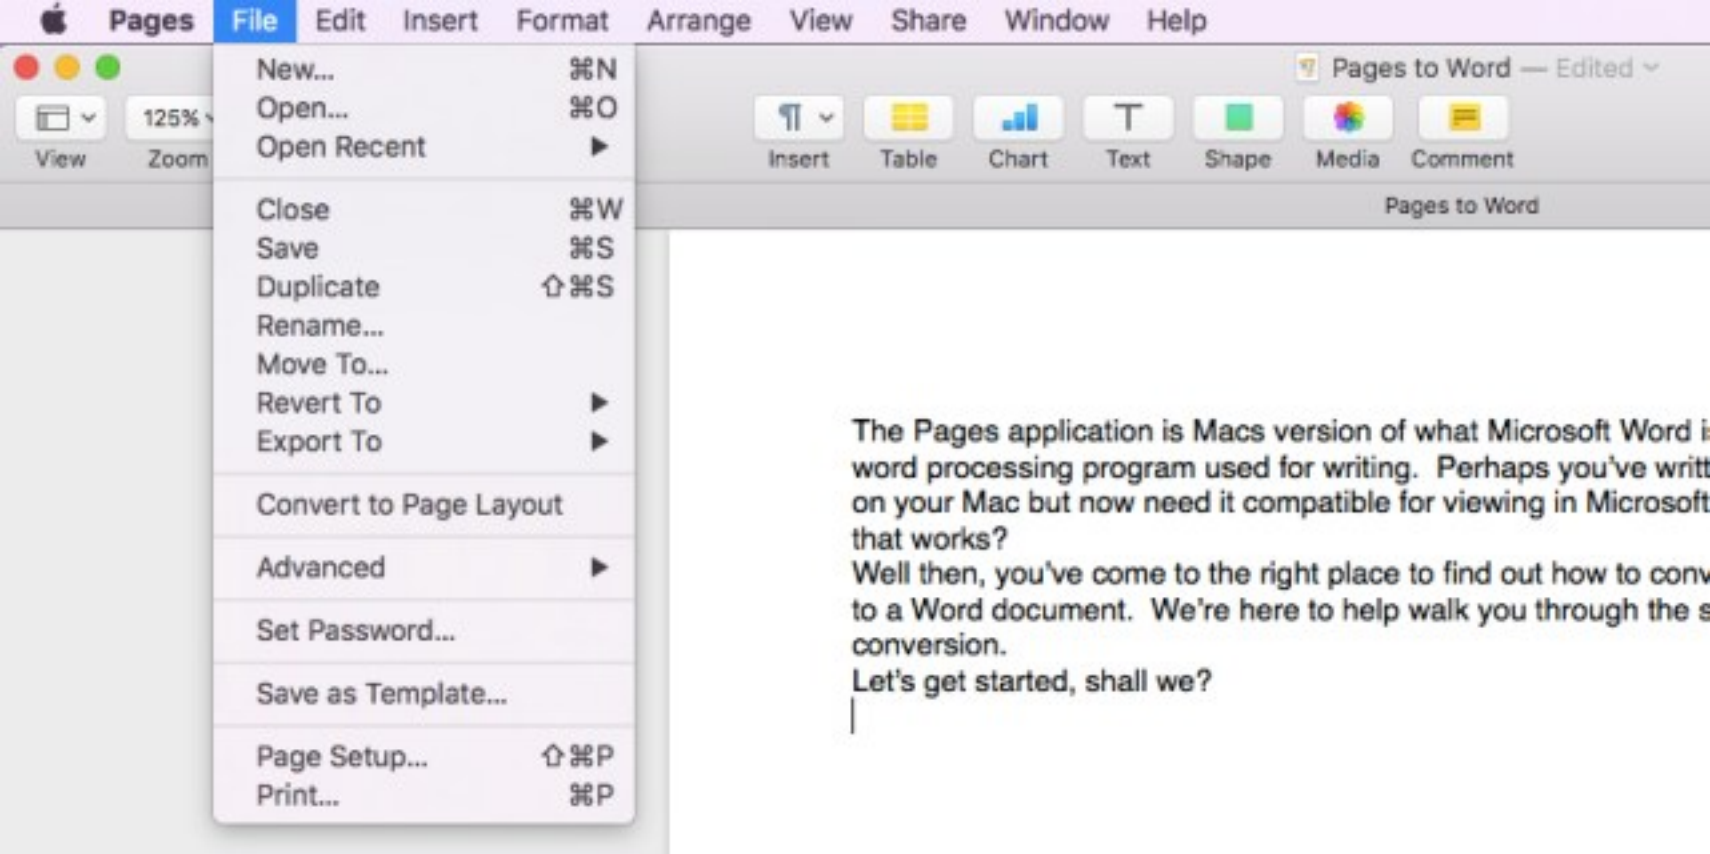 Pages File Edit Insert Format Arrange View Share Window Help
Pages to Word — Edited
125%
View Zoom Insert Table Chart Text Shape Media Comment
Pages to Word
New... ⌘N
Open... ⌘O
Open Recent ▶
Close ⌘W
Save ⌘S
Duplicate ⇧⌘S
Rename...
Move To...
Revert To ▶
Export To ▶
Convert to Page Layout
Advanced ▶
Set Password...
Save as Template...
Page Setup... ⇧⌘P
Print... ⌘P
The Pages application is Macs version of what Microsoft Word
word processing program used for writing.  Perhaps you've
on your Mac but now need it compatible for viewing in Microsoft
that works?
Well then, you've come to the right place to find out how to
to a Word document.  We're here to help walk you through the
conversion.
Let's get started, shall we?